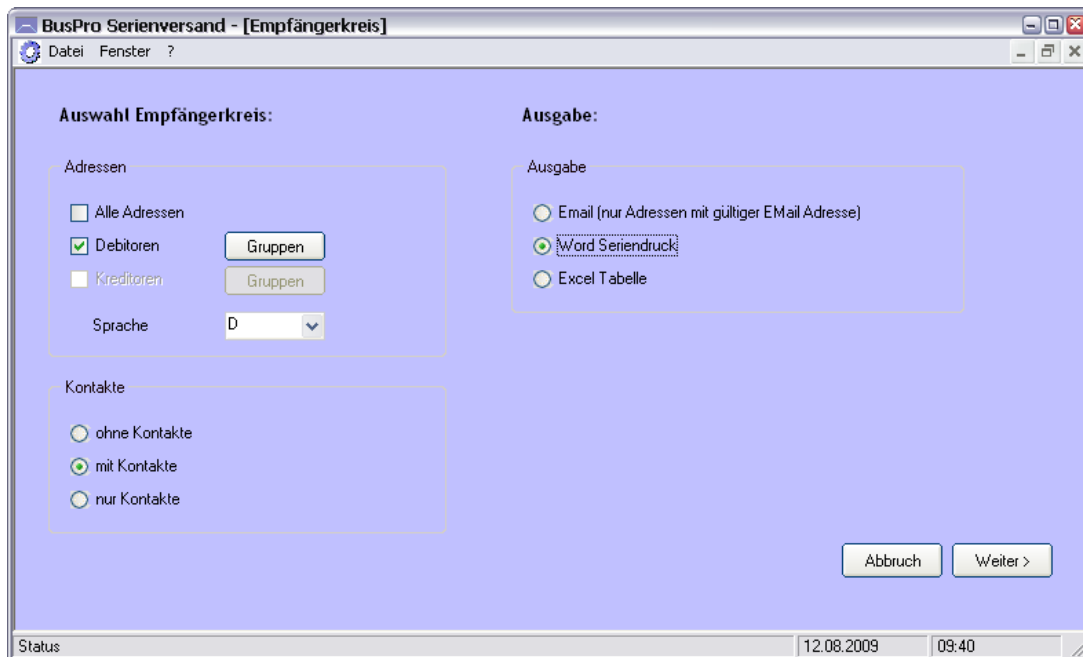 BusPro Serienversand - [Empfängerkreis]
Datei Fenster ?
Auswahl Empfängerkreis:
Adressen
Alle Adressen
Debitoren Gruppen
Kreditoren Gruppen
Sprache D
Kontakte
ohne Kontakte
mit Kontakte
nur Kontakte
Ausgabe:
Ausgabe
Email (nur Adressen mit gültiger EMail Adresse)
Word Seriendruck
Excel Tabelle
Abbruch Weiter >
Status 12.08.2009 09:40